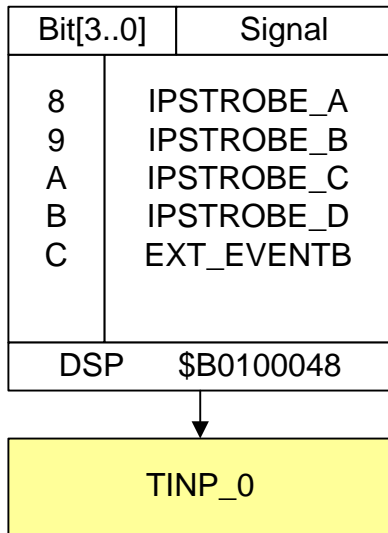 Bit[3..0] Signal
8 IPSTROBE_A
9 IPSTROBE_B
A IPSTROBE_C
B IPSTROBE_D
C EXT_EVENTB
DSP $B0100048
TINP_0